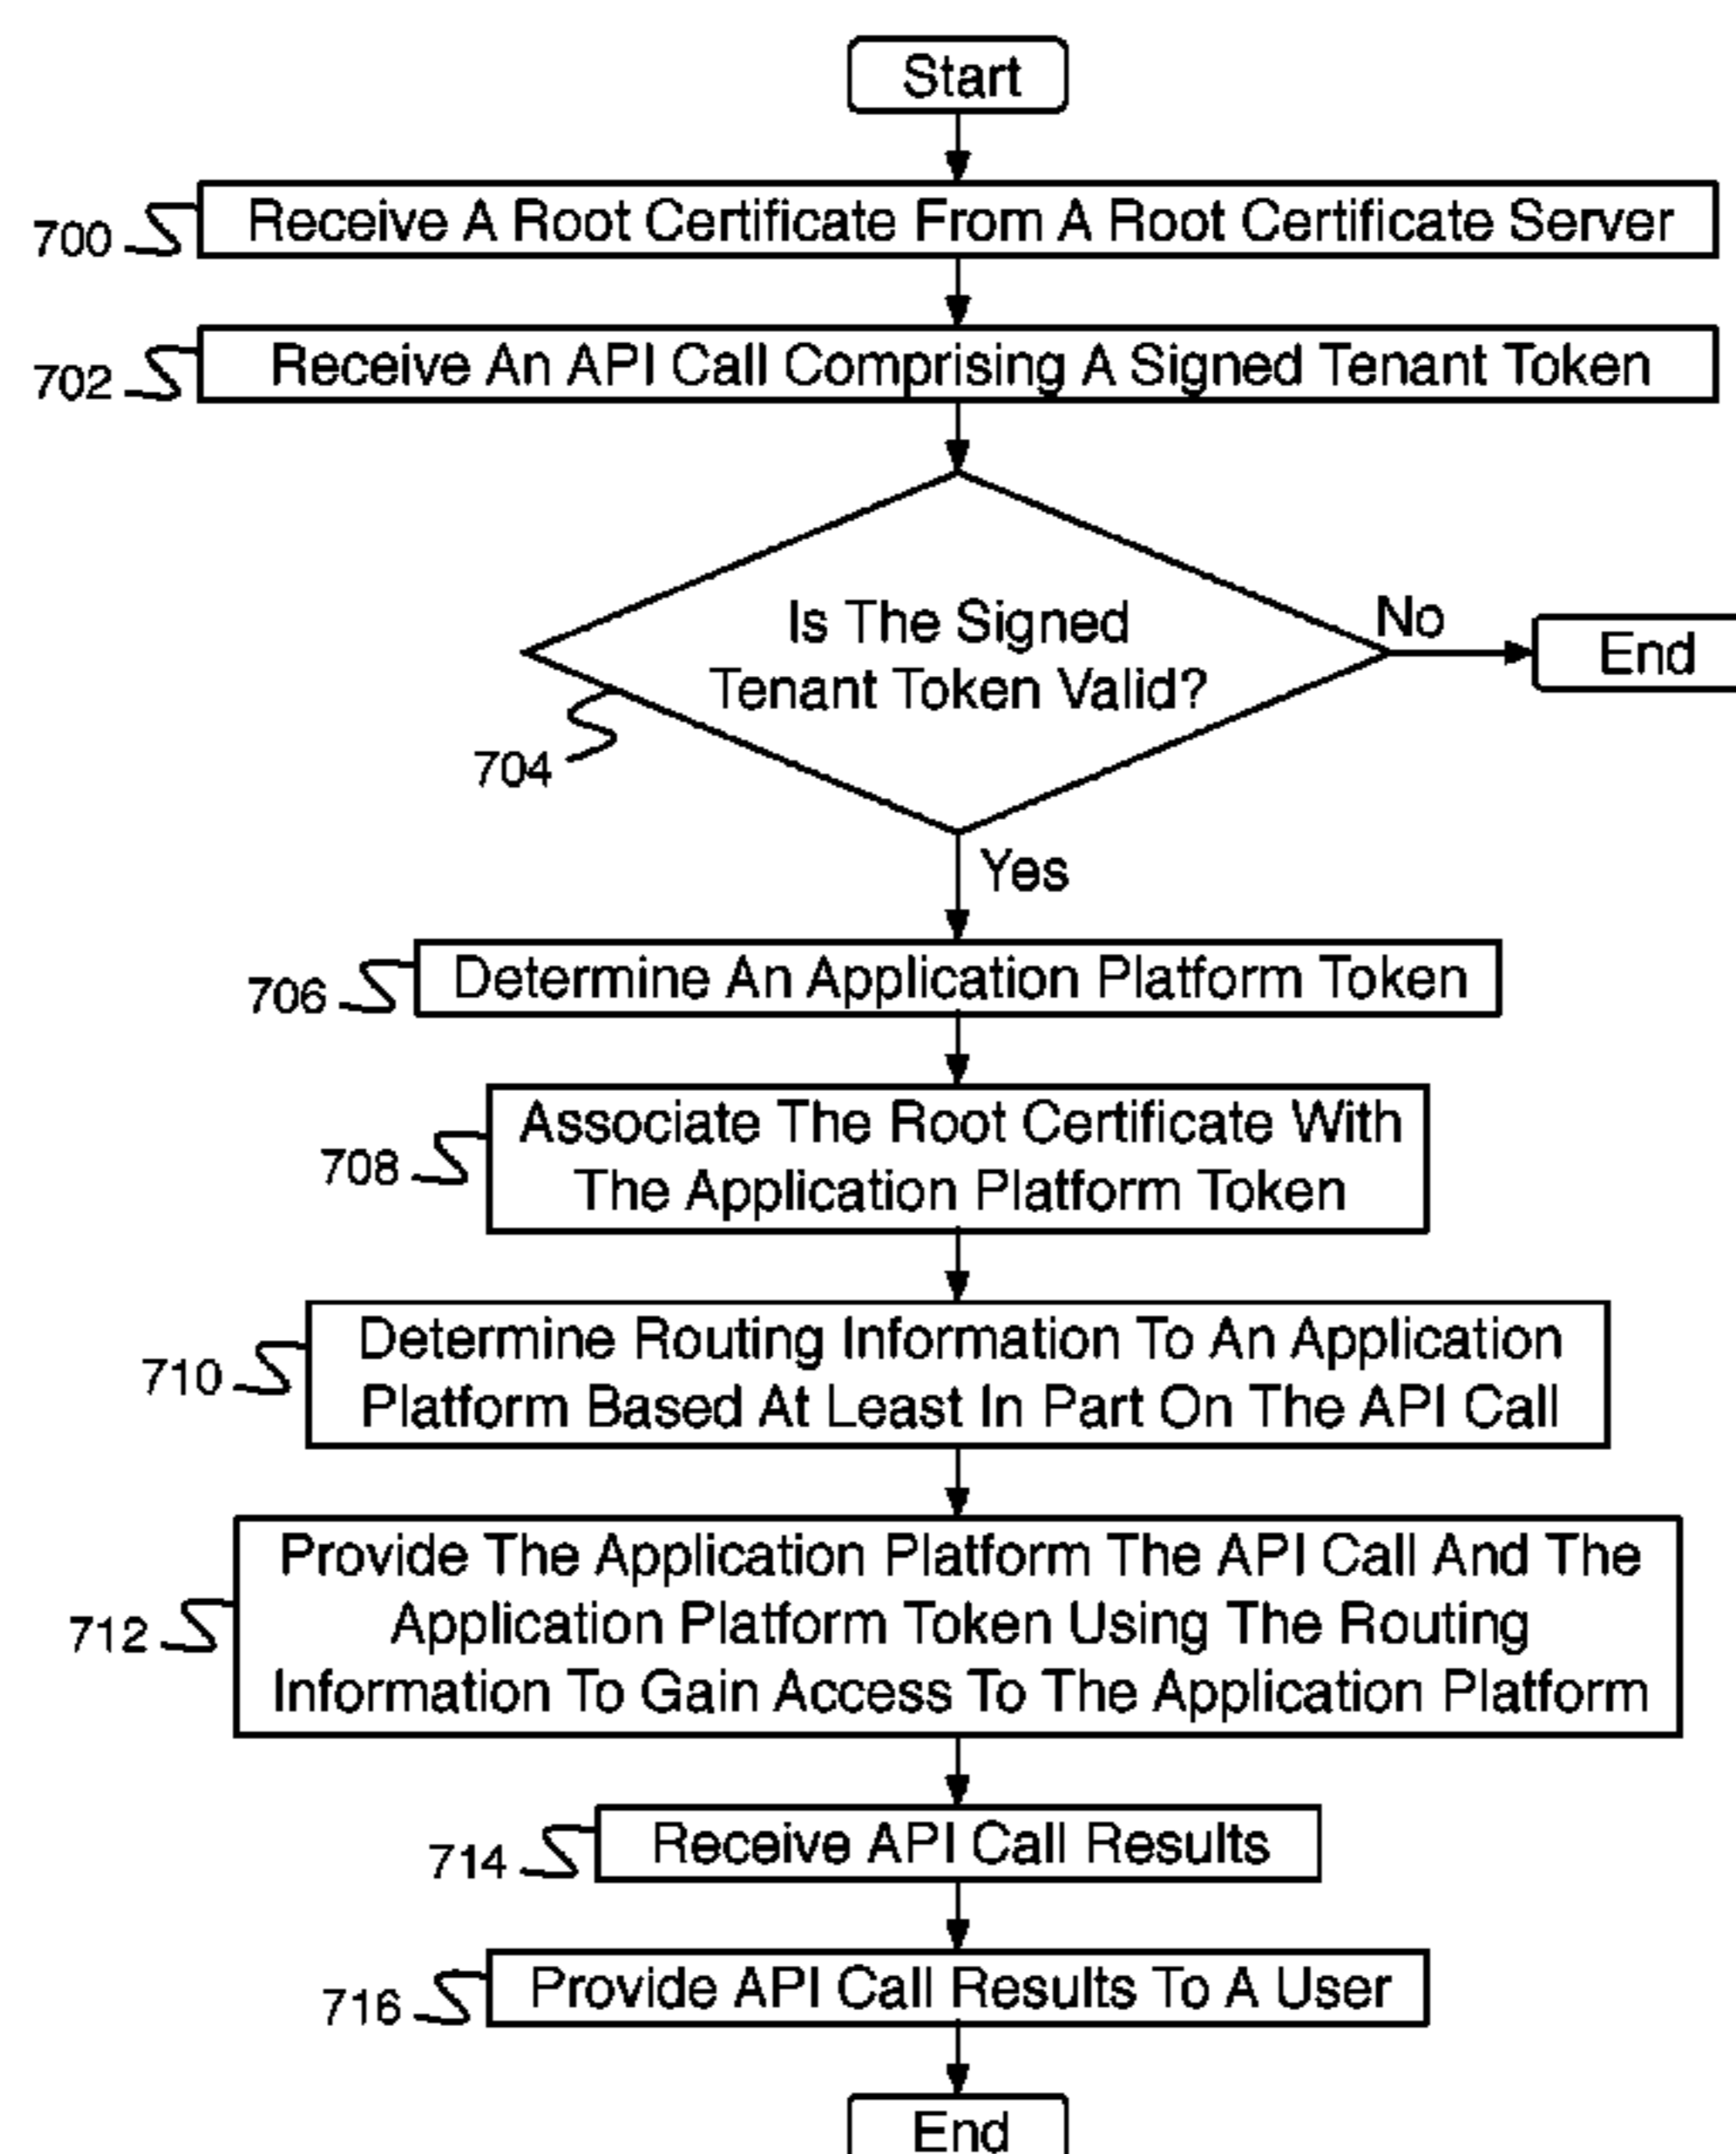 Start
700
Receive A Root Certificate From A Root Certificate Server
702
Receive An API Call Comprising A Signed Tenant Token
Is The Signed
Tenant Token Valid?
No
End
704
Yes
706
Determine An Application Platform Token
708
Associate The Root Certificate With
The Application Platform Token
710
Determine Routing Information To An Application
Platform Based At Least In Part On The API Call
712
Provide The Application Platform The API Call And The
Application Platform Token Using The Routing
Information To Gain Access To The Application Platform
714
Receive API Call Results
716
Provide API Call Results To A User
End